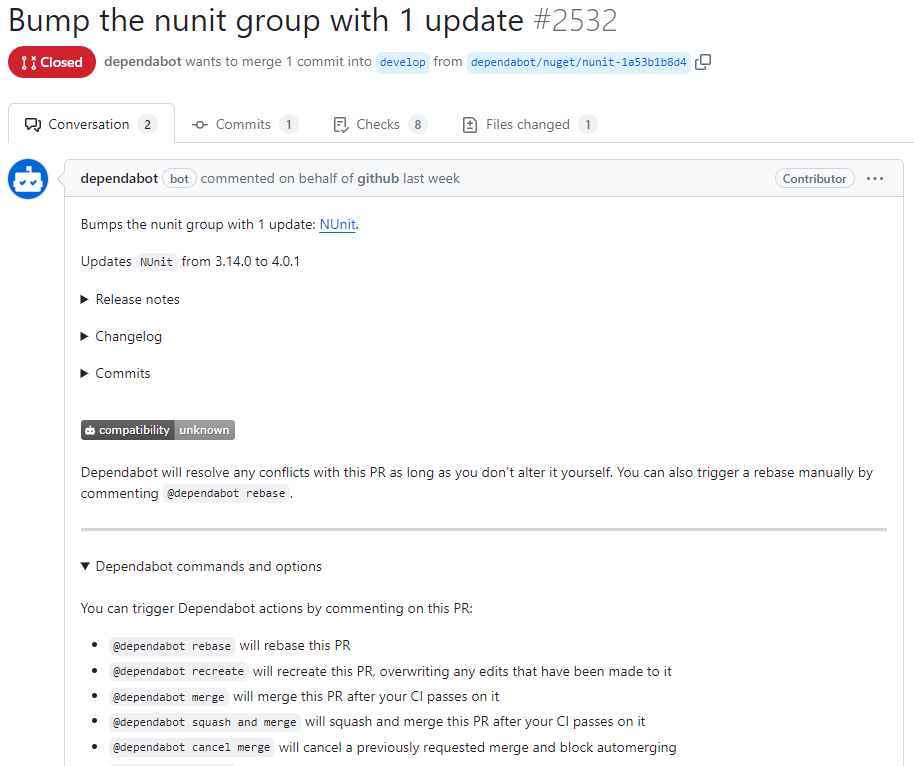 Bump the nunit group with 1 update #2532
Closed dependabot wants to merge 1 commit into develop from dependabot/nuget/nunit-1a53b1b8d4
Conversation 2 Commits 1 Checks 8 Files changed 1
dependabot bot commented on behalf of github last week Contributor ...
Bumps the nunit group with 1 update: NUnit.
Updates NUnit from 3.14.0 to 4.0.1
Release notes
Changelog
Commits
compatibility unknown
Dependabot will resolve any conflicts with this PR as long as you don't alter it yourself. You can also trigger a rebase manually by
commenting @dependabot rebase.
Dependabot commands and options
You can trigger Dependabot actions by commenting on this PR:
• @dependabot rebase will rebase this PR
• @dependabot recreate will recreate this PR, overwriting any edits that have been made to it
• @dependabot merge will merge this PR after your CI passes on it
• @dependabot squash and merge will squash and merge this PR after your CI passes on it
• @dependabot cancel merge will cancel a previously requested merge and block automerging